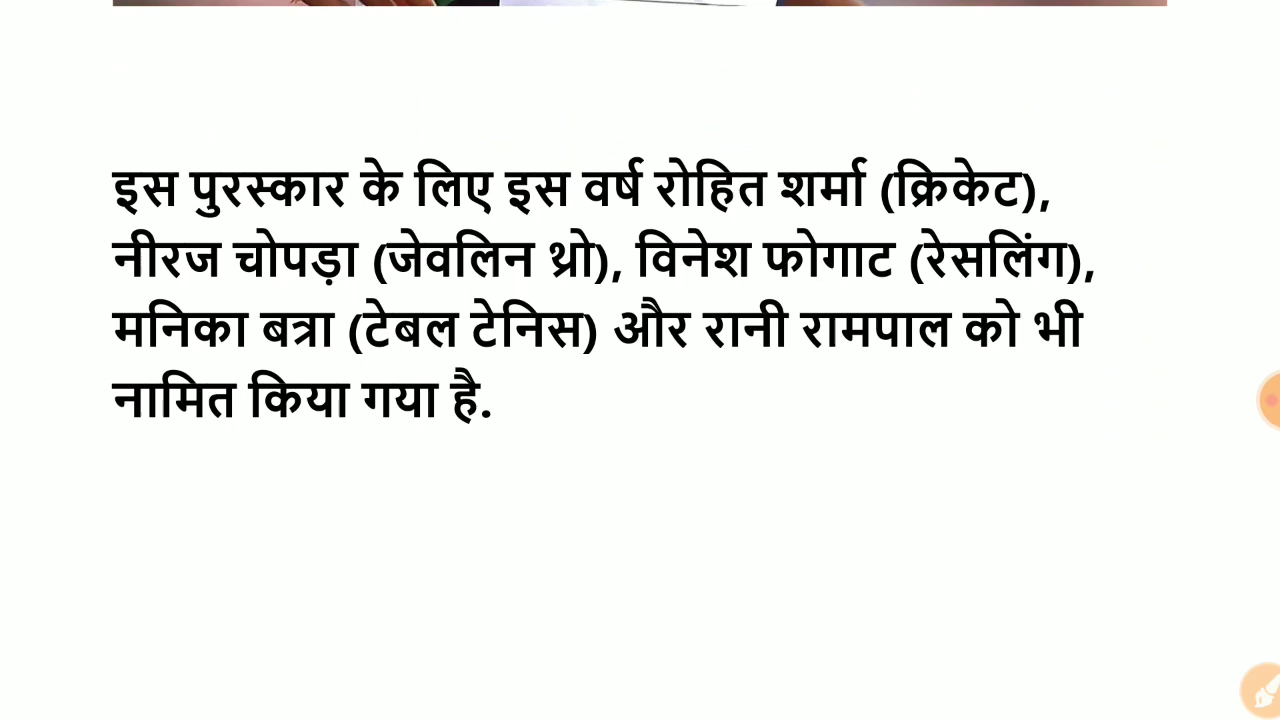 इस पुरस्कार के लिए इस वर्ष रोहित शर्मा (क्रिकेट),
नीरज चोपड़ा (जेवलिन थ्रो), विनेश फोगाट (रेसलिंग),
मनिका बत्रा (टेबल टेनिस) और रानी रामपाल को भी
नामित किया गया है.